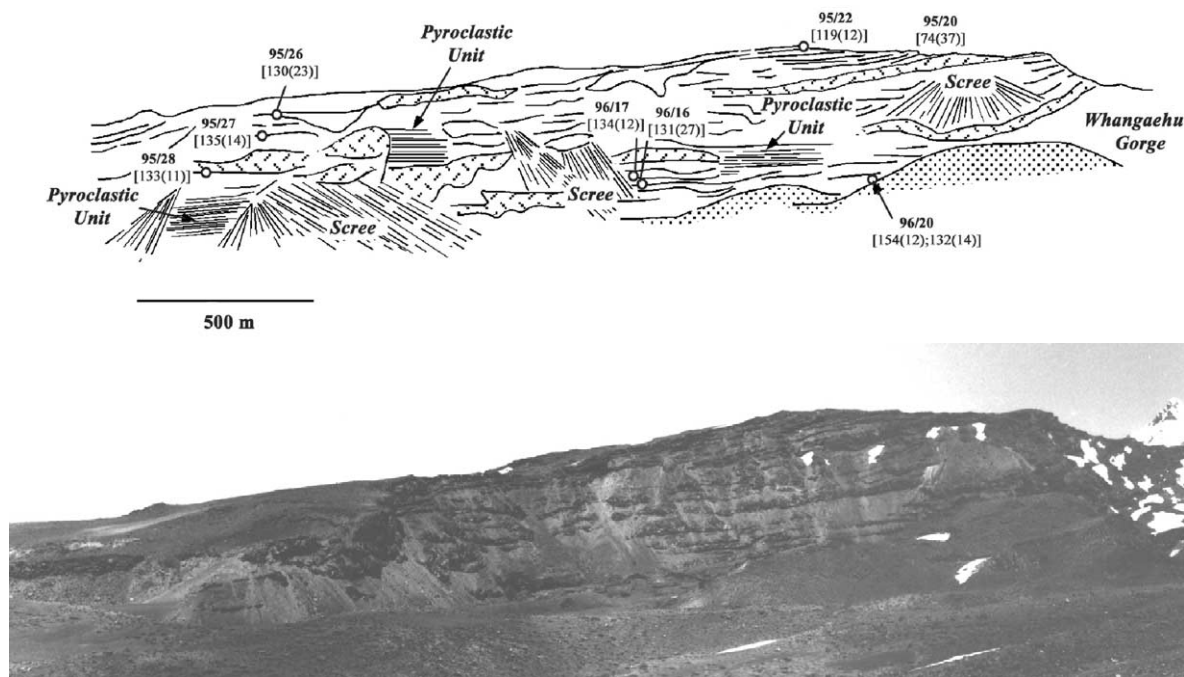 95/22
[119(12)]
95/20
[74(37)]
Pyroclastic
Unit
95/26
[130(23)]
Scree
96/17
[134(12)]
96/16
[131(27)]
Pyroclastic
Unit
95/27
[135(14)]
Whangaehu
Gorge
95/28
[133(11)]
Pyroclastic
Unit
Scree
Scree
96/20
[154(12);132(14)]
500 m